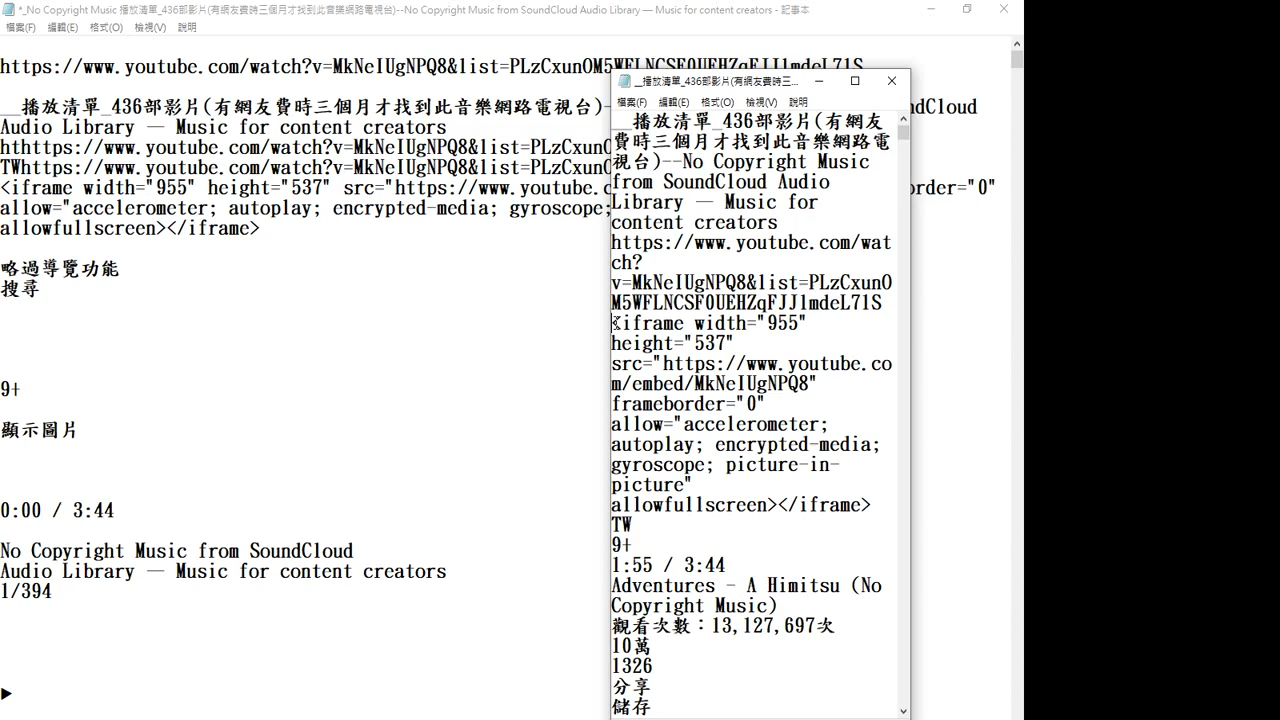 *_No Copyright Music 播放清單_436部影片(有網友費時三個月才找到此音樂網路電視台)--No Copyright Music from SoundCloud Audio Library — Music for content creators - 記事本
檔案(F) 編輯(E) 格式(O) 檢視(V) 說明
https://www.youtube.com/watch?v=MkNeIUgNPQ8&list=PLzCxunOM5WFLNCSF0UEHZqFJJlmdcL71S
__播放清單_436部影片(有網友費時三個月才找到此音樂網路電視台)-
ndCloud
Audio Library — Music for content creators
hthttps://www.youtube.com/watch?v=MkNeIUgNPQ8&list=PLzCxunO
TWhttps://www.youtube.com/watch?v=MkNeIUgNPQ8&list=PLzCxunO
<iframe width="955" height="537" src="https://www.youtube.c
order="0"
allow="accelerometer; autoplay; encrypted-media; gyroscope;
allowfullscreen></iframe>
略過導覽功能
搜尋
9+
顯示圖片
0:00 / 3:44
No Copyright Music from SoundCloud
Audio Library — Music for content creators
1/394
▶
__播放清單_436部影片(有網友費時三...
檔案(F) 編輯(E) 格式(O) 檢視(V) 說明
__播放清單_436部影片(有網友
費時三個月才找到此音樂網路電
視台)--No Copyright Music
from SoundCloud Audio
Library — Music for
content creators
https://www.youtube.com/wat
ch?
v=MkNeIUgNPQ8&list=PLzCxunO
M5WFLNCSF0UEHZqFJJlmdcL71S
<iframe width="955"
height="537"
src="https://www.youtube.co
m/embed/MkNeIUgNPQ8"
frameborder="0"
allow="accelerometer;
autoplay; encrypted-media;
gyroscope; picture-in-
picture"
allowfullscreen></iframe>
TW
9+
1:55 / 3:44
Adventures - A Himitsu (No
Copyright Music)
觀看次數：13,127,697次
10萬
1326
分享
儲存